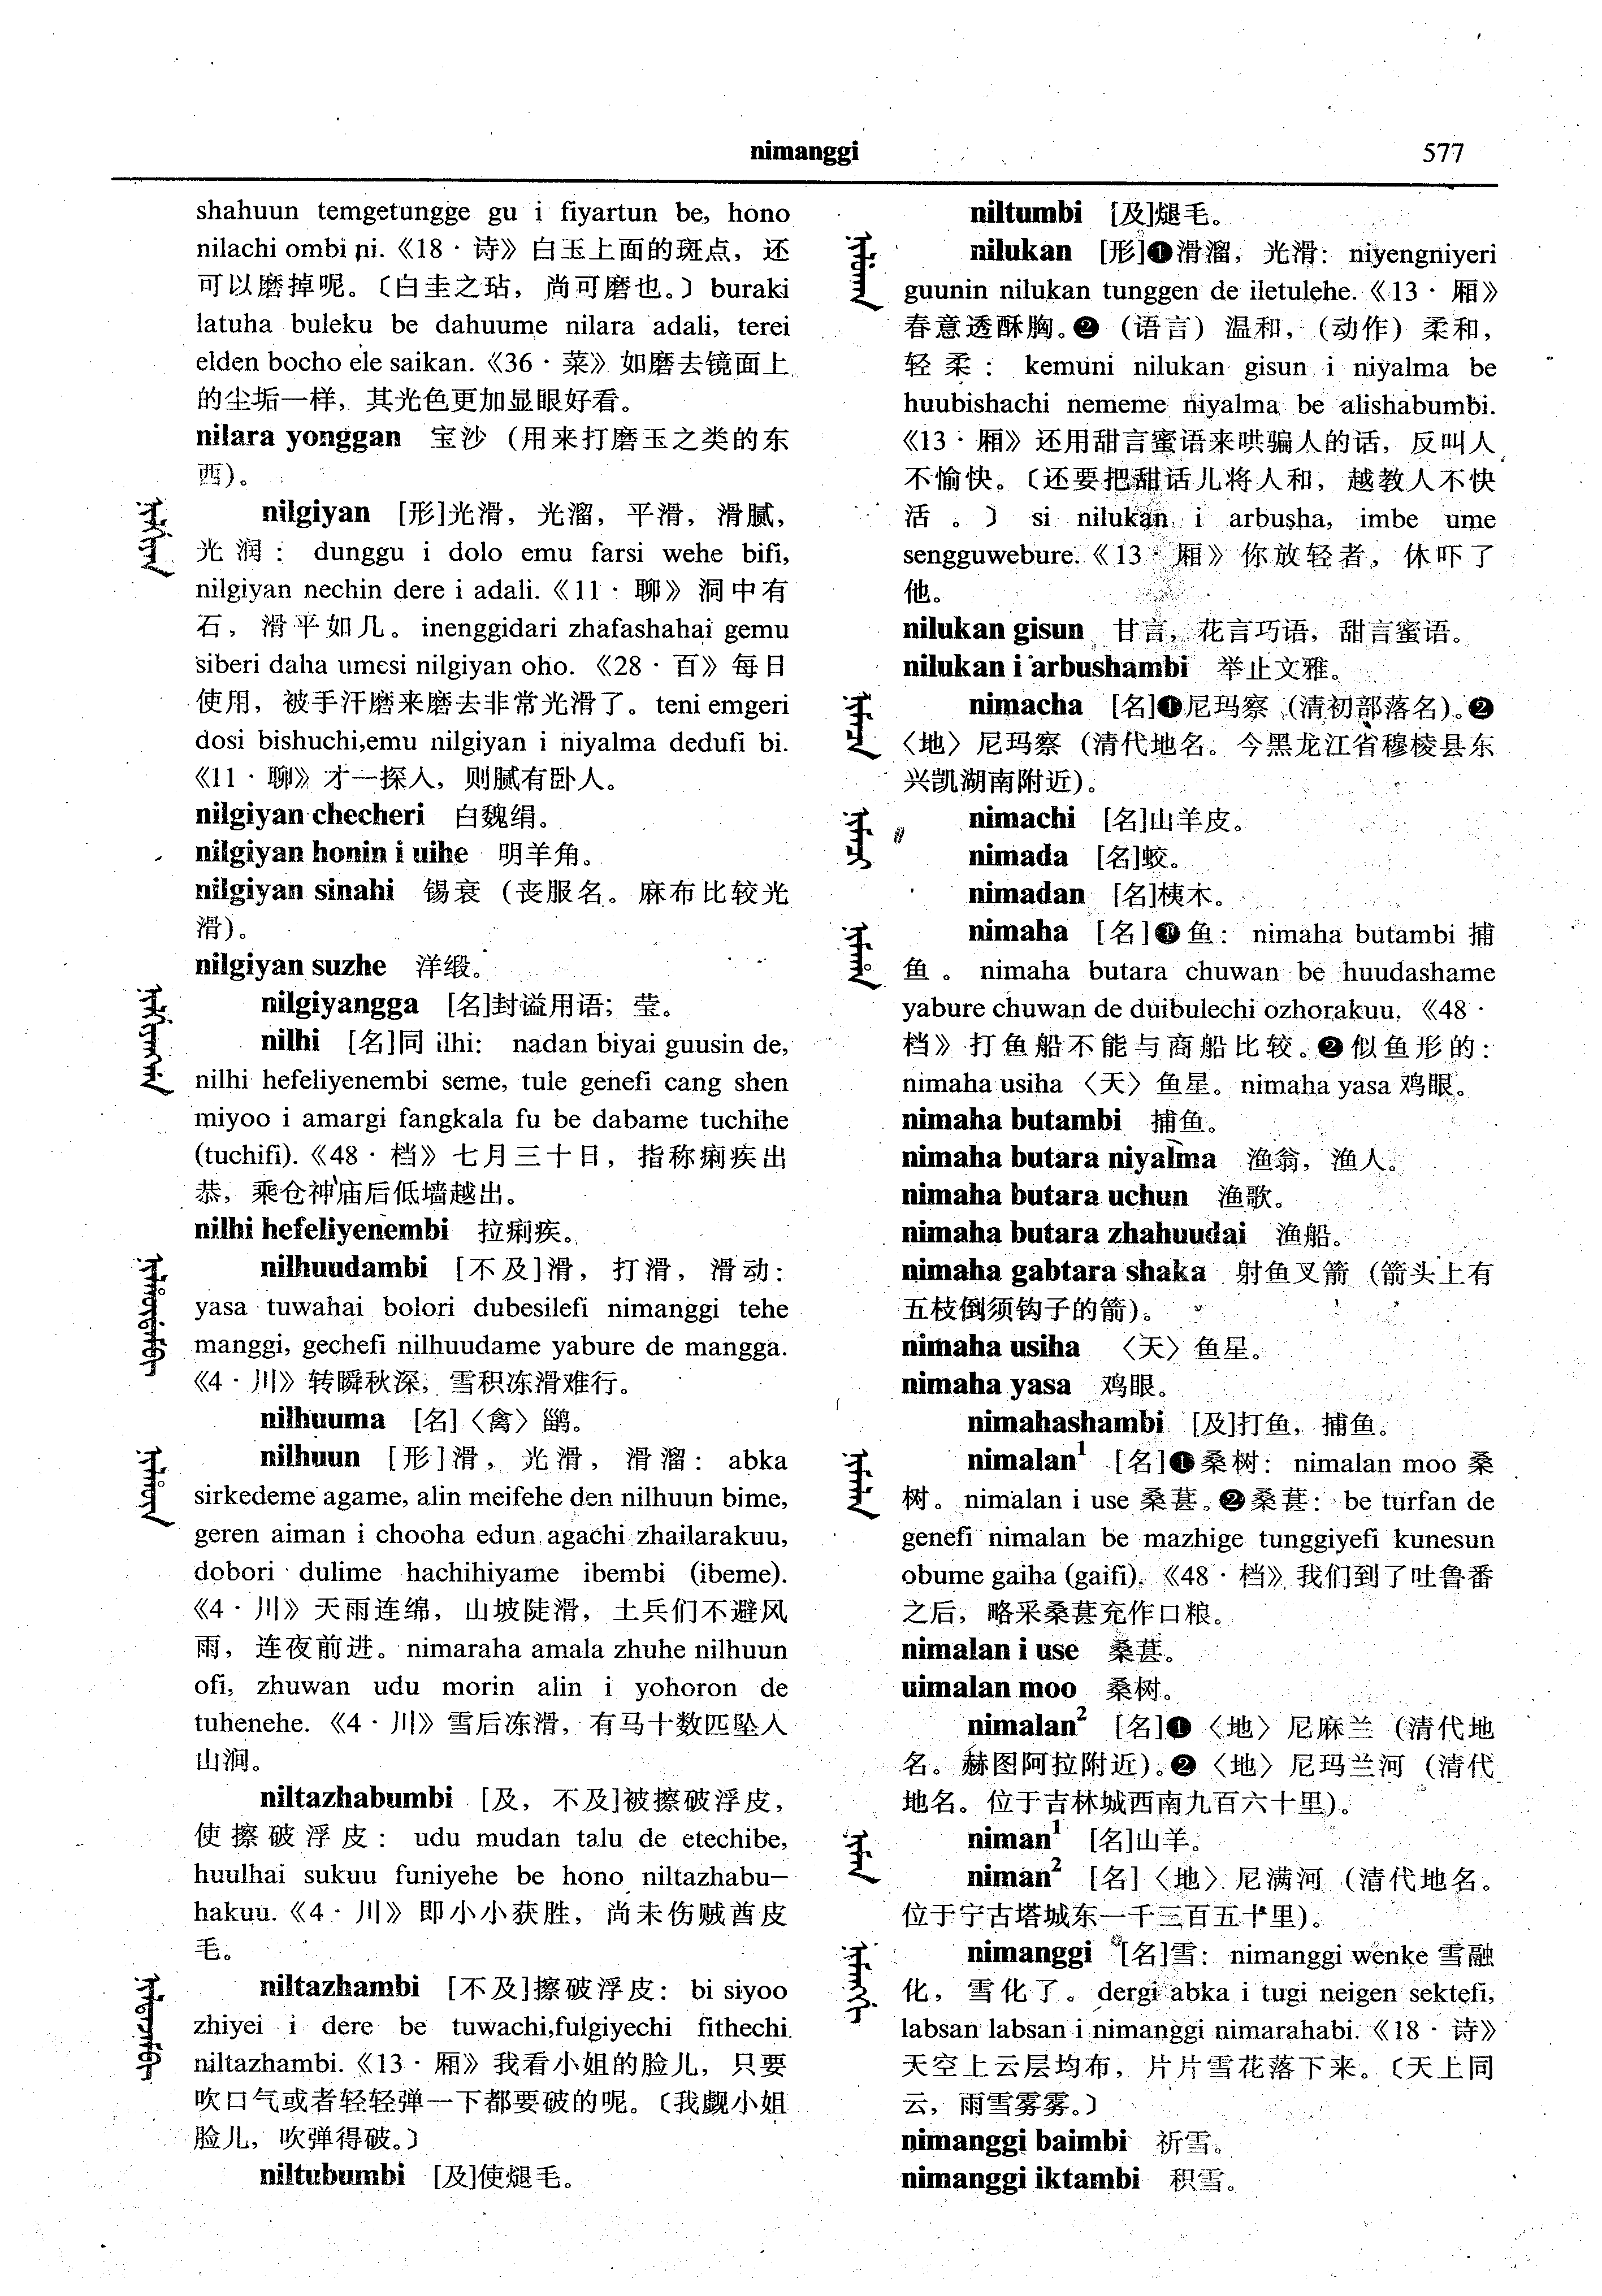 nimanggi
577
shahuun temgetungge gu i fiyartun be, hono
nilachi ombi ni.《18·诗》白玉上面的斑点，还
可以磨掉呢。〔白圭之玷，尚可磨也。〕buraki
latuha buleku be dahuume nilara adali, terei
elden bocho ele saikan.《36·菜》如磨去镜面上
的尘垢一样，其光色更加显眼好看。
nilara yonggan 宝沙（用来打磨玉之类的东
西）。
nilgiyan [形]光滑，光溜，平滑，滑腻，
光润：dunggu i dolo emu farsi wehe bifi,
nilgiyan nechin dere i adali.《11·聊》洞中有
石，滑平如几。inenggidari zhafashahai gemu
siberi daha umesi nilgiyan oho.《28·百》每日
使用，被手汗磨来磨去非常光滑了。teni emgeri
dosi bishuchi,emu nilgiyan i niyalma dedufi bi.
《11·聊》才一探入，则腻有卧人。
nilgiyan checheri 白魏绢。
nilgiyan honin i uihe 明羊角。
nilgiyan sinahi 锡衰（丧服名。麻布比较光
滑）。
nilgiyan suzhe 洋缎。
nilgiyangga [名]封谥用语；莹。
nilhi [名]同 ilhi：nadan biyai guusin de,
nilhi hefeliyenembi seme, tule genefi cang shen
miyoo i amargi fangkala fu be dabame tuchihe
(tuchifi).《48·档》七月三十日，指称痢疾出
恭，乘仓神庙后低墙越出。
nilhi hefeliyenembi 拉痢疾。
nilhuudambi [不及]滑，打滑，滑动：
yasa tuwahai bolori dubesilefi nimanggi tehe
manggi, gechefi nilhuudame yabure de mangga.
《4·川》转瞬秋深，雪积冻滑难行。
nilhuuma [名]〈禽〉鹠。
nilhuun [形]滑，光滑，滑溜：abka
sirkedeme agame, alin meifehe den nilhuun bime,
geren aiman i chooha edun agachi zhailarakuu,
dobori dulime hachihiyame ibembi (ibeme).
《4·川》天雨连绵，山坡陡滑，土兵们不避风
雨，连夜前进。nimaraha amala zhuhe nilhuun
ofi, zhuwan udu morin alin i yohoron de
tuhenehe.《4·川》雪后冻滑，有马十数匹坠入
山涧。
niltazhabumbi [及，不及]被擦破浮皮，
使擦破浮皮：udu mudan talu de etechibe,
huulhai sukuu funiyehe be hono niltazhabu-
hakuu.《4·川》即小小获胜，尚未伤贼酋皮
毛。
niltazhambi [不及]擦破浮皮：bi siyoo
zhiyei i dere be tuwachi,fulgiyechi fithechi
niltazhambi.《13·厢》我看小姐的脸儿，只要
吹口气或者轻轻弹一下都要破的呢。〔我觑小姐
脸儿，吹弹得破。〕
niltubumbi [及]使煺毛。
niltumbi [及]煺毛。
nilukan [形]❶滑溜，光滑：niyengniyeri
guunin nilukan tunggen de iletulehe.《13·厢》
春意透酥胸。❷（语言）温和，（动作）柔和，
轻柔：kemuni nilukan gisun i niyalma be
huubishachi nememe niyalma be alishabumbi.
《13·厢》还用甜言蜜语来哄骗人的话，反叫人
不愉快。〔还要把甜话儿将人和，越教人不快
活。〕si nilukan i arbusha, imbe ume
sengguwebure.《13·厢》你放轻者，休吓了
他。
nilukan gisun 甘言，花言巧语，甜言蜜语。
nilukan i arbushambi 举止文雅。
nimacha [名]❶尼玛察（清初部落名）。❷
〈地〉尼玛察（清代地名。今黑龙江省穆棱县东
兴凯湖南附近）。
nimachi [名]山羊皮。
nimada [名]蛟。
nimadan [名]桋木。
nimaha [名]❶鱼：nimaha butambi 捕
鱼。nimaha butara chuwan be huudashame
yabure chuwan de duibulechi ozhorakuu.《48·
档》打鱼船不能与商船比较。❷似鱼形的：
nimaha usiha〈天〉鱼星。nimaha yasa 鸡眼。
nimaha butambi 捕鱼。
nimaha butara niyalma 渔翁，渔人。
nimaha butara uchun 渔歌。
nimaha butara zhahuudai 渔船。
nimaha gabtara shaka 射鱼叉箭（箭头上有
五枝倒须钩子的箭）。
nimaha usiha 〈天〉鱼星。
nimaha yasa 鸡眼。
nimahashambi [及]打鱼，捕鱼。
nimalan¹ [名]❶桑树：nimalan moo 桑
树。nimalan i use 桑葚。❷桑葚：be turfan de
genefi nimalan be mazhige tunggiyefi kunesun
obume gaiha (gaifi).《48·档》我们到了吐鲁番
之后，略采桑葚充作口粮。
nimalan i use 桑葚。
uimalan moo 桑树。
nimalan² [名]❶〈地〉尼麻兰（清代地
名。赫图阿拉附近）。❷〈地〉尼玛兰河（清代
地名。位于吉林城西南九百六十里）。
niman¹ [名]山羊。
niman² [名]〈地〉尼满河（清代地名。
位于宁古塔城东一千三百五十里）。
nimanggi [名]雪：nimanggi wenke 雪融
化，雪化了。dergi abka i tugi neigen sektefi,
labsan labsan i nimanggi nimarahabi.《18·诗》
天空上云层均布，片片雪花落下来。〔天上同
云，雨雪雾雾。〕
nimanggi baimbi 祈雪。
nimanggi iktambi 积雪。